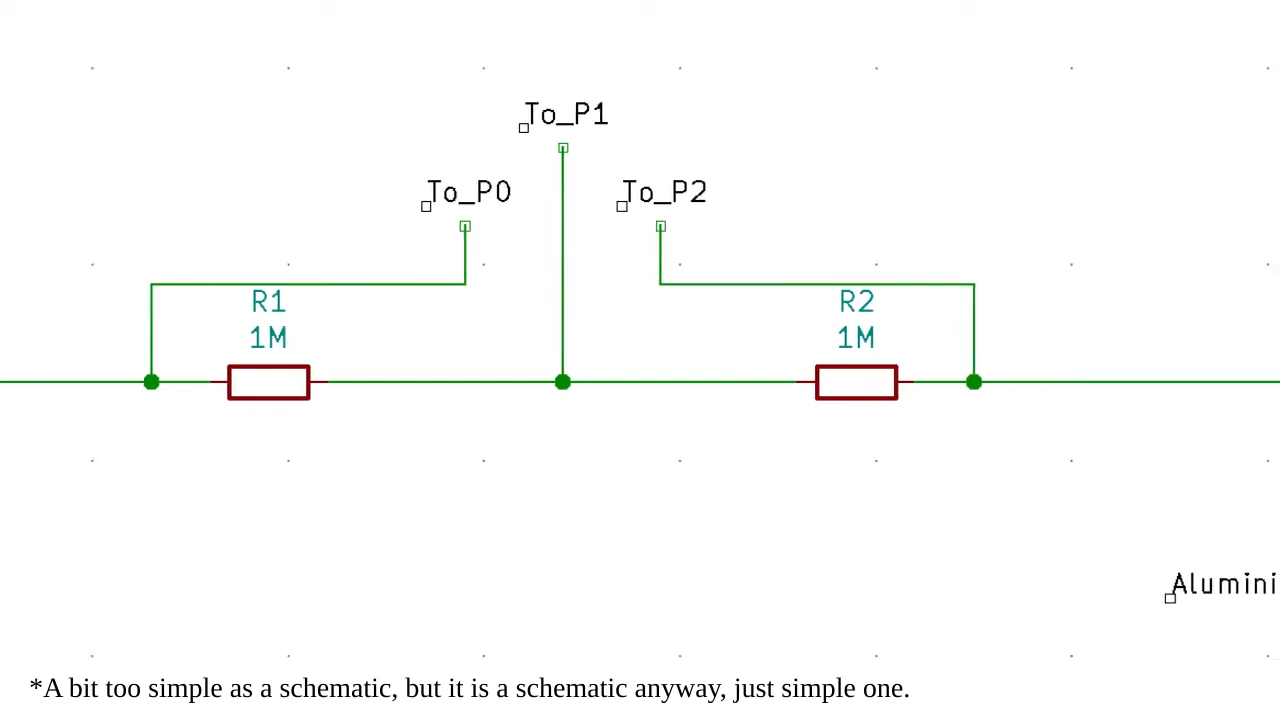 To_P1
To_P0
To_P2
R1
1M
R2
1M
Alumini
*A bit too simple as a schematic, but it is a schematic anyway, just simple one.